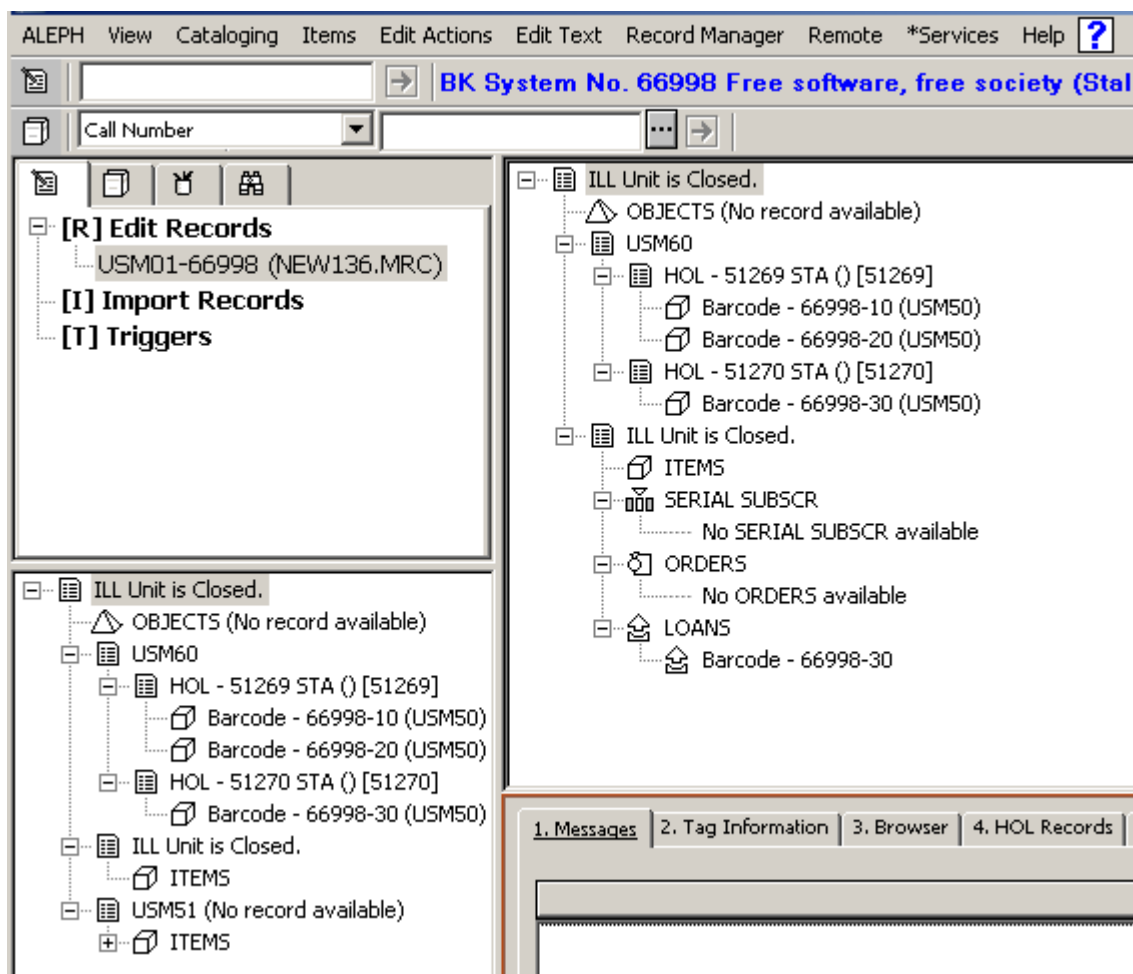 ALEPH View Cataloging Items Edit Actions Edit Text Record Manager Remote *Services Help ?
BK System No. 66998 Free software, free society (Stal
Call Number ...
[R] Edit Records
USM01-66998 (NEW136.MRC)
[I] Import Records
[T] Triggers
ILL Unit is Closed.
OBJECTS (No record available)
USM60
HOL - 51269 STA () [51269]
Barcode - 66998-10 (USM50)
Barcode - 66998-20 (USM50)
HOL - 51270 STA () [51270]
Barcode - 66998-30 (USM50)
ILL Unit is Closed.
ITEMS
USM51 (No record available)
ITEMS
ILL Unit is Closed.
OBJECTS (No record available)
USM60
HOL - 51269 STA () [51269]
Barcode - 66998-10 (USM50)
Barcode - 66998-20 (USM50)
HOL - 51270 STA () [51270]
Barcode - 66998-30 (USM50)
ILL Unit is Closed.
ITEMS
SERIAL SUBSCR
No SERIAL SUBSCR available
ORDERS
No ORDERS available
LOANS
Barcode - 66998-30
1. Messages 2. Tag Information 3. Browser 4. HOL Records